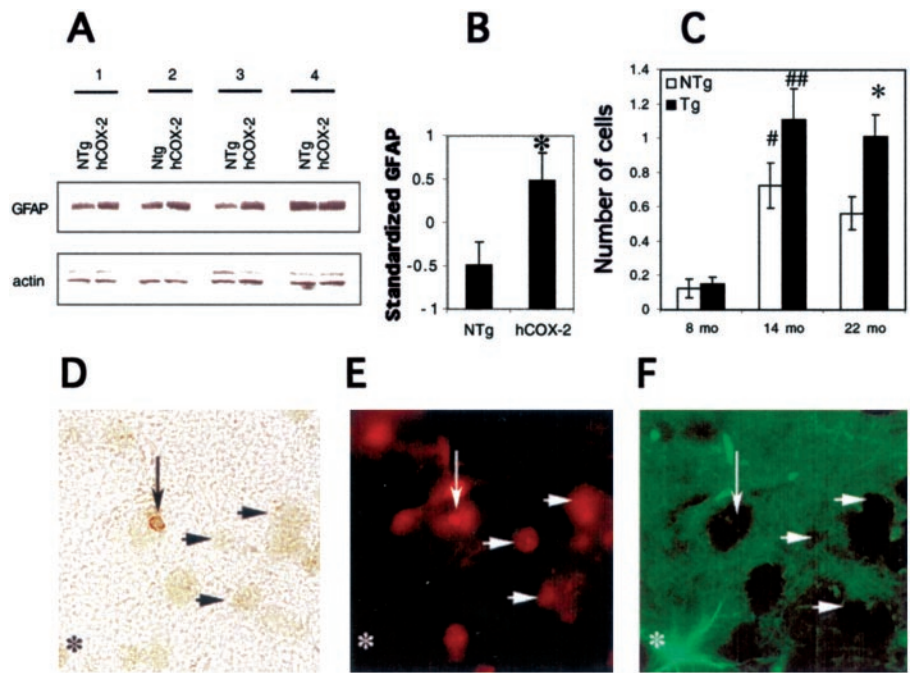 A
1 2 3 4
NTg hCOX-2 Ntg hCOX-2 NTg hCOX-2 NTg hCOX-2
GFAP
actin
B
Standardized GFAP
1
0.5
0
-0.5
-1
*
NTg hCOX-2
C
Number of cells
1.4
1.2
1
0.8
0.6
0.4
0.2
0
NTg
Tg
#
##
*
8 mo 14 mo 22 mo
D
*
E
*
F
*